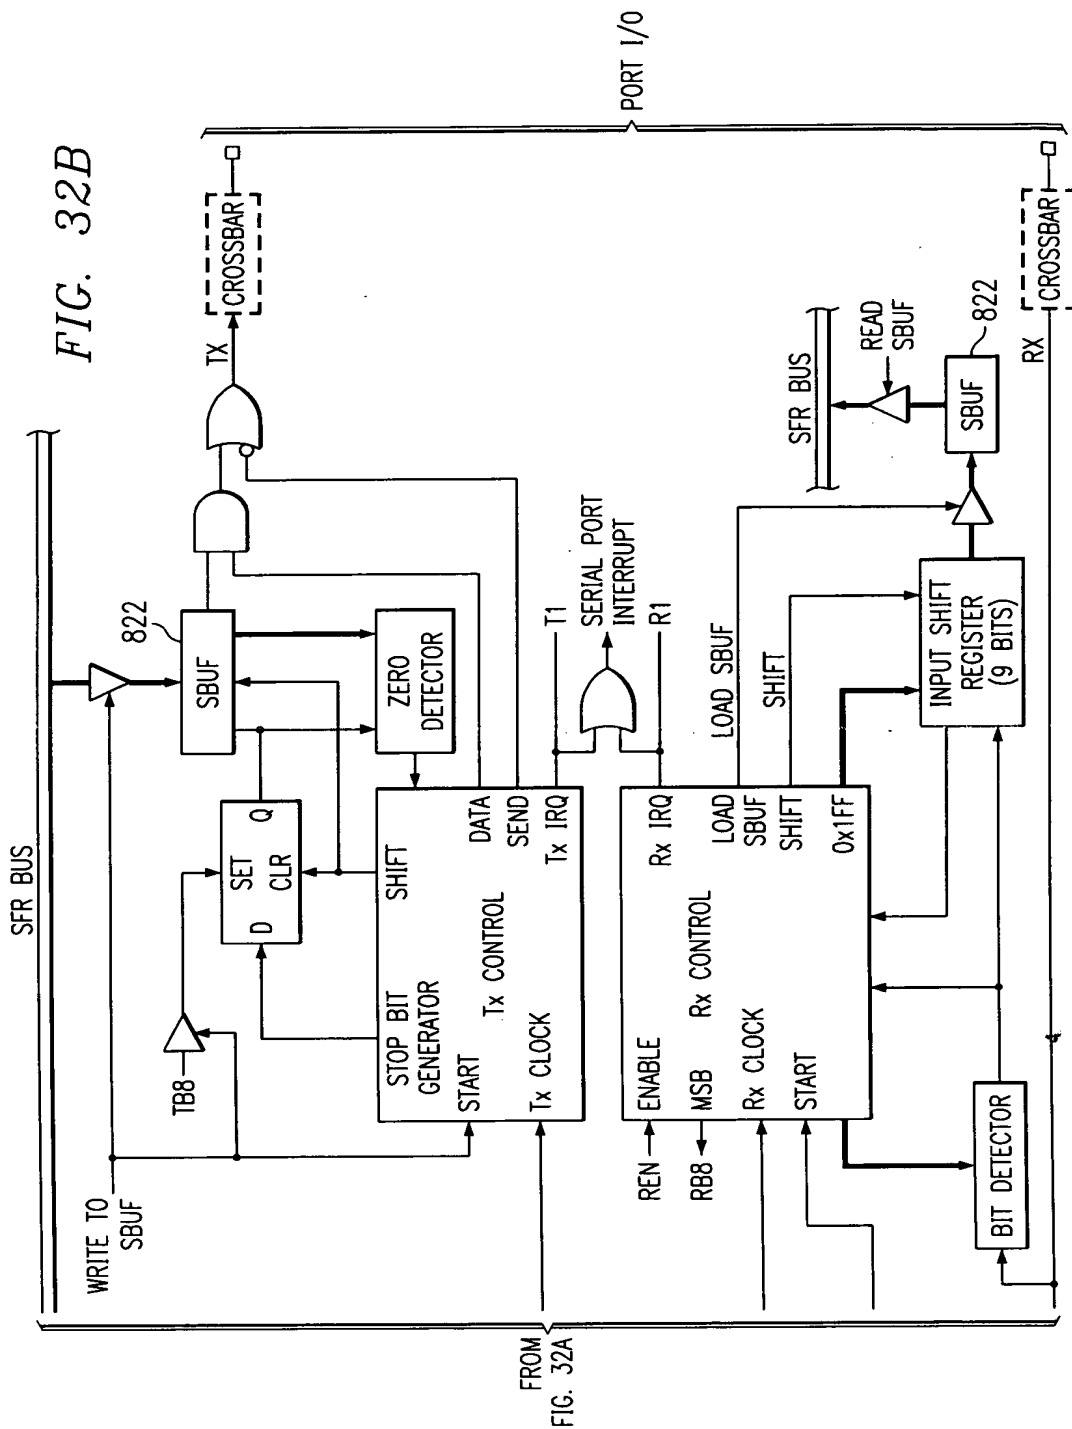 FIG. 32B
SFR BUS
WRITE TO
SBUF
TB8
SET
D
Q
CLR
SBUF
822
ZERO
DETECTOR
STOP BIT
GENERATOR
SHIFT
START
Tx CONTROL
DATA
SEND
Tx CLOCK
Tx IRQ
TX
CROSSBAR
T1
SERIAL PORT
INTERRUPT
R1
FROM
FIG. 32A
PORT I/O
REN
ENABLE
Rx IRQ
RB8
MSB
Rx CONTROL
LOAD
SBUF
Rx CLOCK
SHIFT
START
0x1FF
LOAD SBUF
SHIFT
SFR BUS
READ
SBUF
SBUF
822
INPUT SHIFT
REGISTER
(9 BITS)
BIT DETECTOR
RX
CROSSBAR